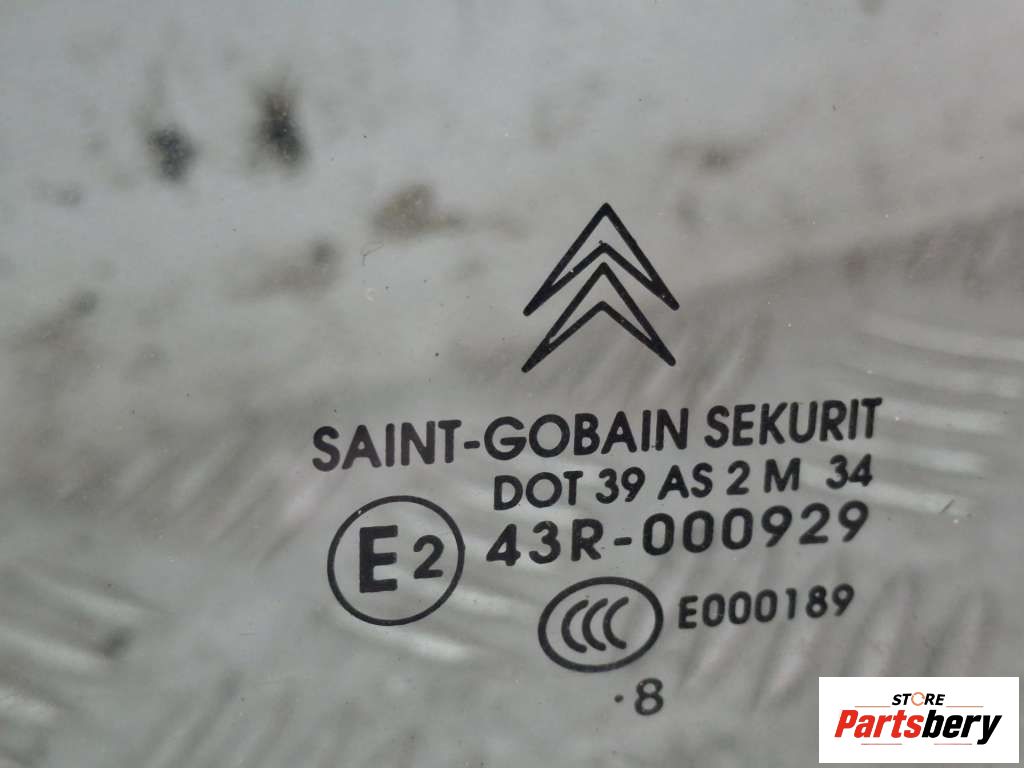 SAINT-GOBAIN SEKURIT
DOT 39 AS 2 M 34
E2 43R-000929
CCC E000189
.8
STORE
Partsbery